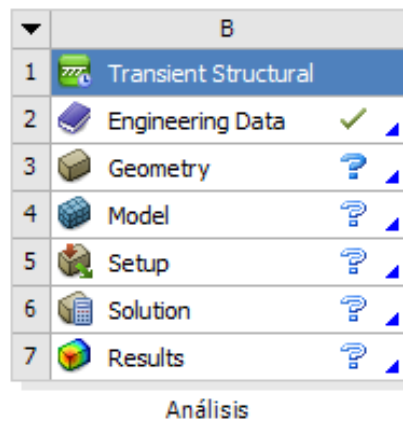 B
1 Transient Structural
2 Engineering Data
3 Geometry
4 Model
5 Setup
6 Solution
7 Results
Análisis